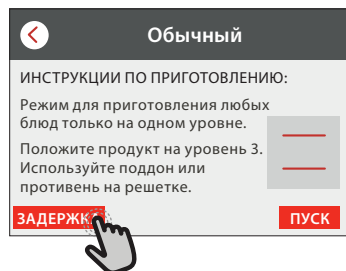 Обычный
ИНСТРУКЦИИ ПО ПРИГОТОВЛЕНИЮ:
Режим для приготовления любых
блюд только на одном уровне.
Положите продукт на уровень 3.
Используйте поддон или
противень на решетке.
ЗАДЕРЖК
ПУСК